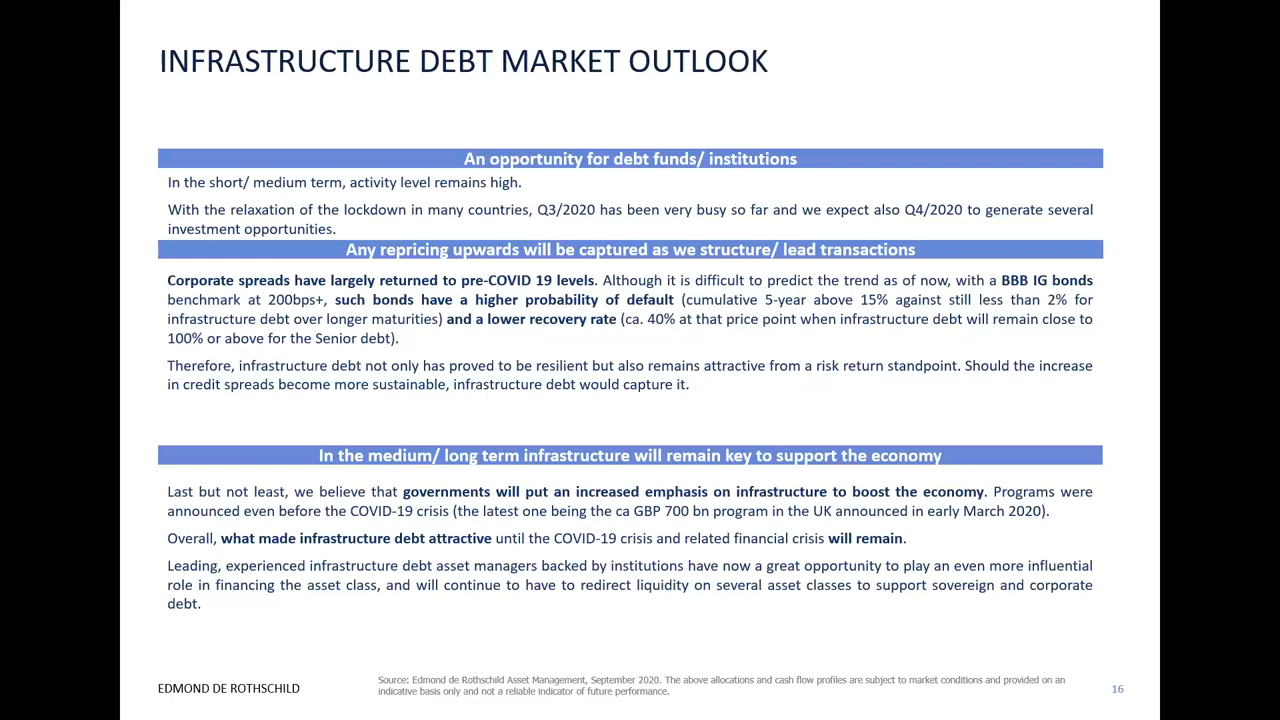 INFRASTRUCTURE DEBT MARKET OUTLOOK
An opportunity for debt funds/ institutions
In the short/ medium term, activity level remains high.
With the relaxation of the lockdown in many countries, Q3/2020 has been very busy so far and we expect also Q4/2020 to generate several
investment opportunities.
Any repricing upwards will be captured as we structure/ lead transactions
Corporate spreads have largely returned to pre-COVID 19 levels. Although it is difficult to predict the trend as of now, with a BBB IG bonds
benchmark at 200bps+, such bonds have a higher probability of default (cumulative 5-year above 15% against still less than 2% for
infrastructure debt over longer maturities) and a lower recovery rate (ca. 40% at that price point when infrastructure debt will remain close to
100% or above for the Senior debt).
Therefore, infrastructure debt not only has proved to be resilient but also remains attractive from a risk return standpoint. Should the increase
in credit spreads become more sustainable, infrastructure debt would capture it.
In the medium/ long term infrastructure will remain key to support the economy
Last but not least, we believe that governments will put an increased emphasis on infrastructure to boost the economy. Programs were
announced even before the COVID-19 crisis (the latest one being the ca GBP 700 bn program in the UK announced in early March 2020).
Overall, what made infrastructure debt attractive until the COVID-19 crisis and related financial crisis will remain.
Leading, experienced infrastructure debt asset managers backed by institutions have now a great opportunity to play an even more influential
role in financing the asset class, and will continue to have to redirect liquidity on several asset classes to support sovereign and corporate
debt.
EDMOND DE ROTHSCHILD
Source: Edmond de Rothschild Asset Management, September 2020. The above allocations and cash flow profiles are subject to market conditions and provided on an
indicative basis only and not a reliable indicator of future performance.
16